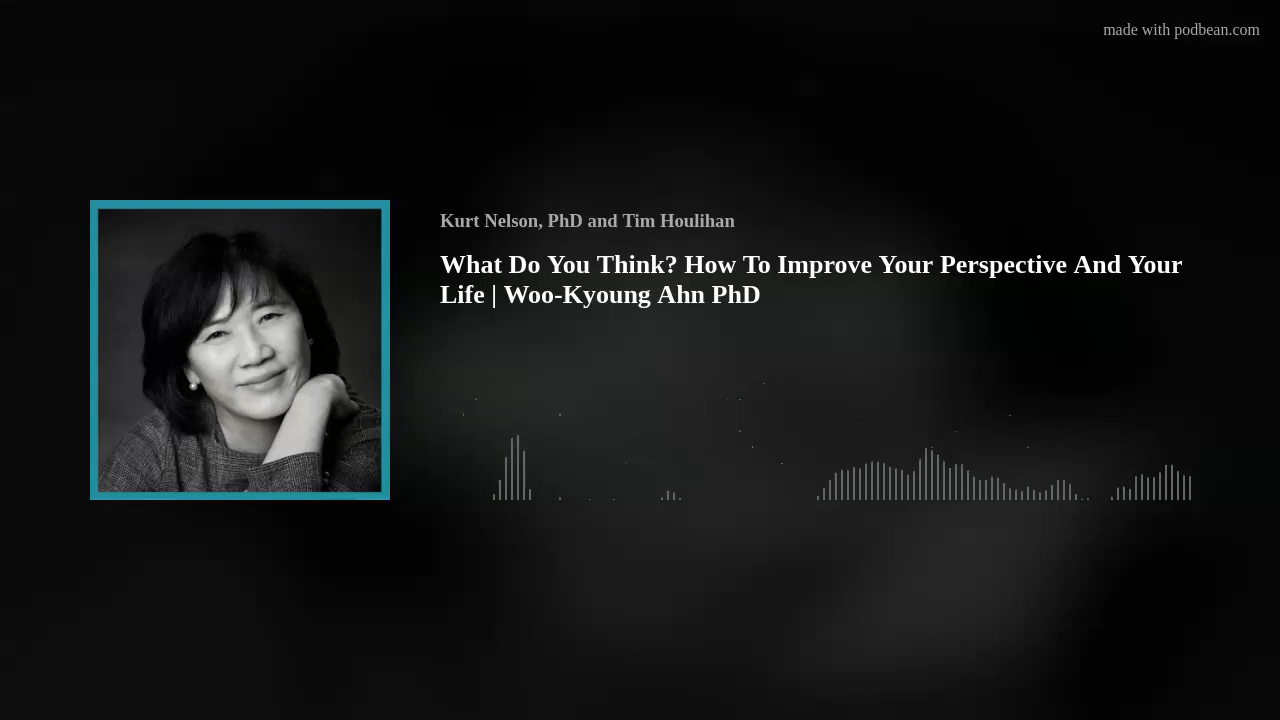 made with podbean.com
Kurt Nelson, PhD and Tim Houlihan
What Do You Think? How To Improve Your Perspective And Your
Life | Woo-Kyoung Ahn PhD